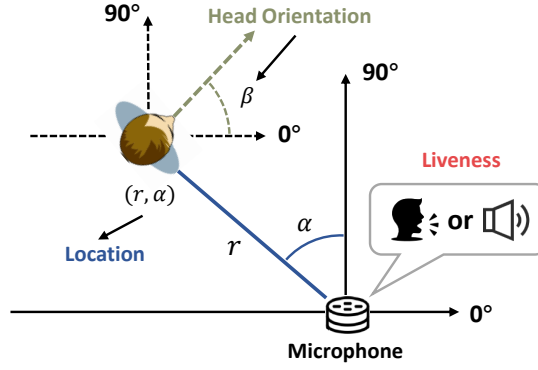 90°
Head Orientation
β
90°
0°
Liveness
(r, α)
α
or
Location
r
0°
Microphone